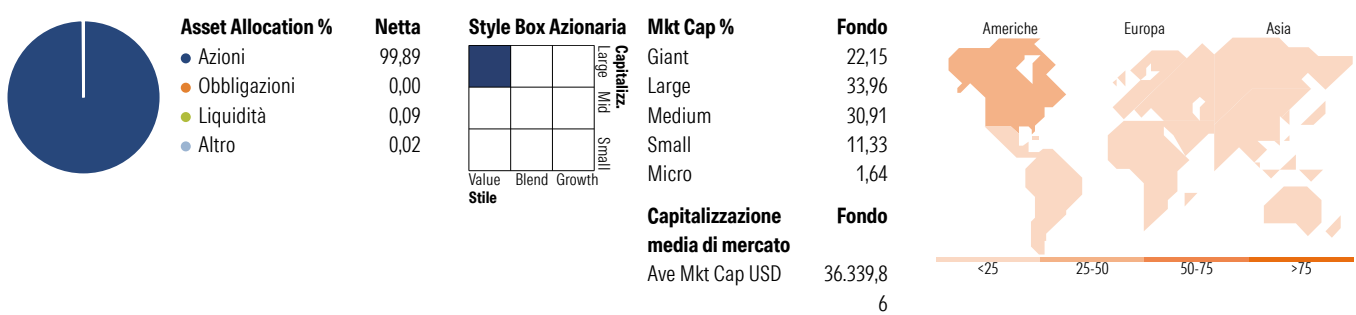 Asset Allocation % Netta
Azioni 99,89
Obbligazioni 0,00
Liquidità 0,09
Altro 0,02
Style Box Azionaria
Large Mid Small
Capitalizz.
Value Blend Growth
Stile
Mkt Cap % Fondo
Giant 22,15
Large 33,96
Medium 30,91
Small 11,33
Micro 1,64
Capitalizzazione Fondo
media di mercato
Ave Mkt Cap USD 36.339,8
6
Americhe Europa Asia
<25 25-50 50-75 >75